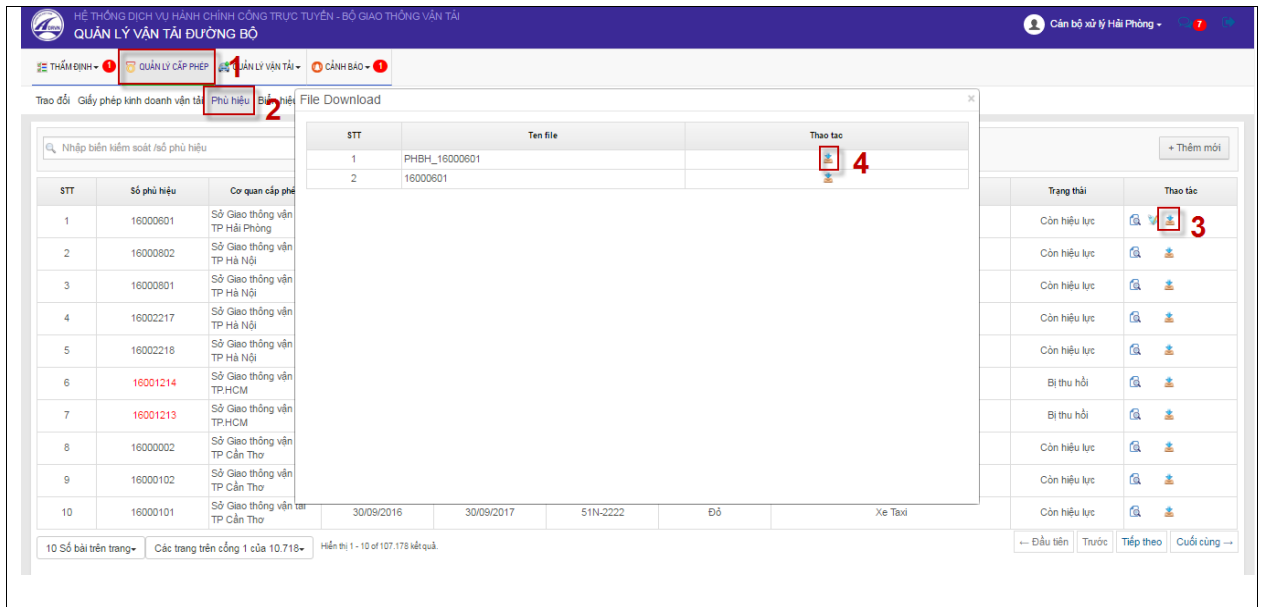 HỆ THỐNG DỊCH VỤ HÀNH CHÍNH CÔNG TRỰC TUYẾN - BỘ GIAO THÔNG VẬN TẢI
QUẢN LÝ VẬN TẢI ĐƯỜNG BỘ
Cán bộ xử lý Hải Phòng
7
THẨM ĐỊNH 1 QUẢN LÝ CẤP PHÉP 1 QUẢN LÝ VẬN TẢI CẢNH BÁO 1
Trao đổi Giấy phép kinh doanh vận tải Phù hiệu 2 Biển hiệu
File Download ×
STT Ten file Thao tac
1 PHBH_16000601 4
2 16000601
Nhập biển kiểm soát /số phù hiệu
+ Thêm mới
STT Số phù hiệu Cơ quan cấp phé Trạng thái Thao tác
1 16000601 Sở Giao thông vận TP Hải Phòng Còn hiệu lực 3
2 16000802 Sở Giao thông vận TP Hà Nội Còn hiệu lực
3 16000801 Sở Giao thông vận TP Hà Nội Còn hiệu lực
4 16002217 Sở Giao thông vận TP Hà Nội Còn hiệu lực
5 16002218 Sở Giao thông vận TP Hà Nội Còn hiệu lực
6 16001214 Sở Giao thông vận TP.HCM Bị thu hồi
7 16001213 Sở Giao thông vận TP.HCM Bị thu hồi
8 16000002 Sở Giao thông vận TP Cần Thơ Còn hiệu lực
9 16000102 Sở Giao thông vận TP Cần Thơ Còn hiệu lực
10 16000101 Sở Giao thông vận tải TP Cần Thơ 30/09/2016 30/09/2017 51N-2222 Đỏ Xe Taxi Còn hiệu lực
10 Số bài trên trang Các trang trên cổng 1 của 10.718 Hiển thị 1 - 10 of 107.178 kết quả.
← Đầu tiên Trước Tiếp theo Cuối cùng →